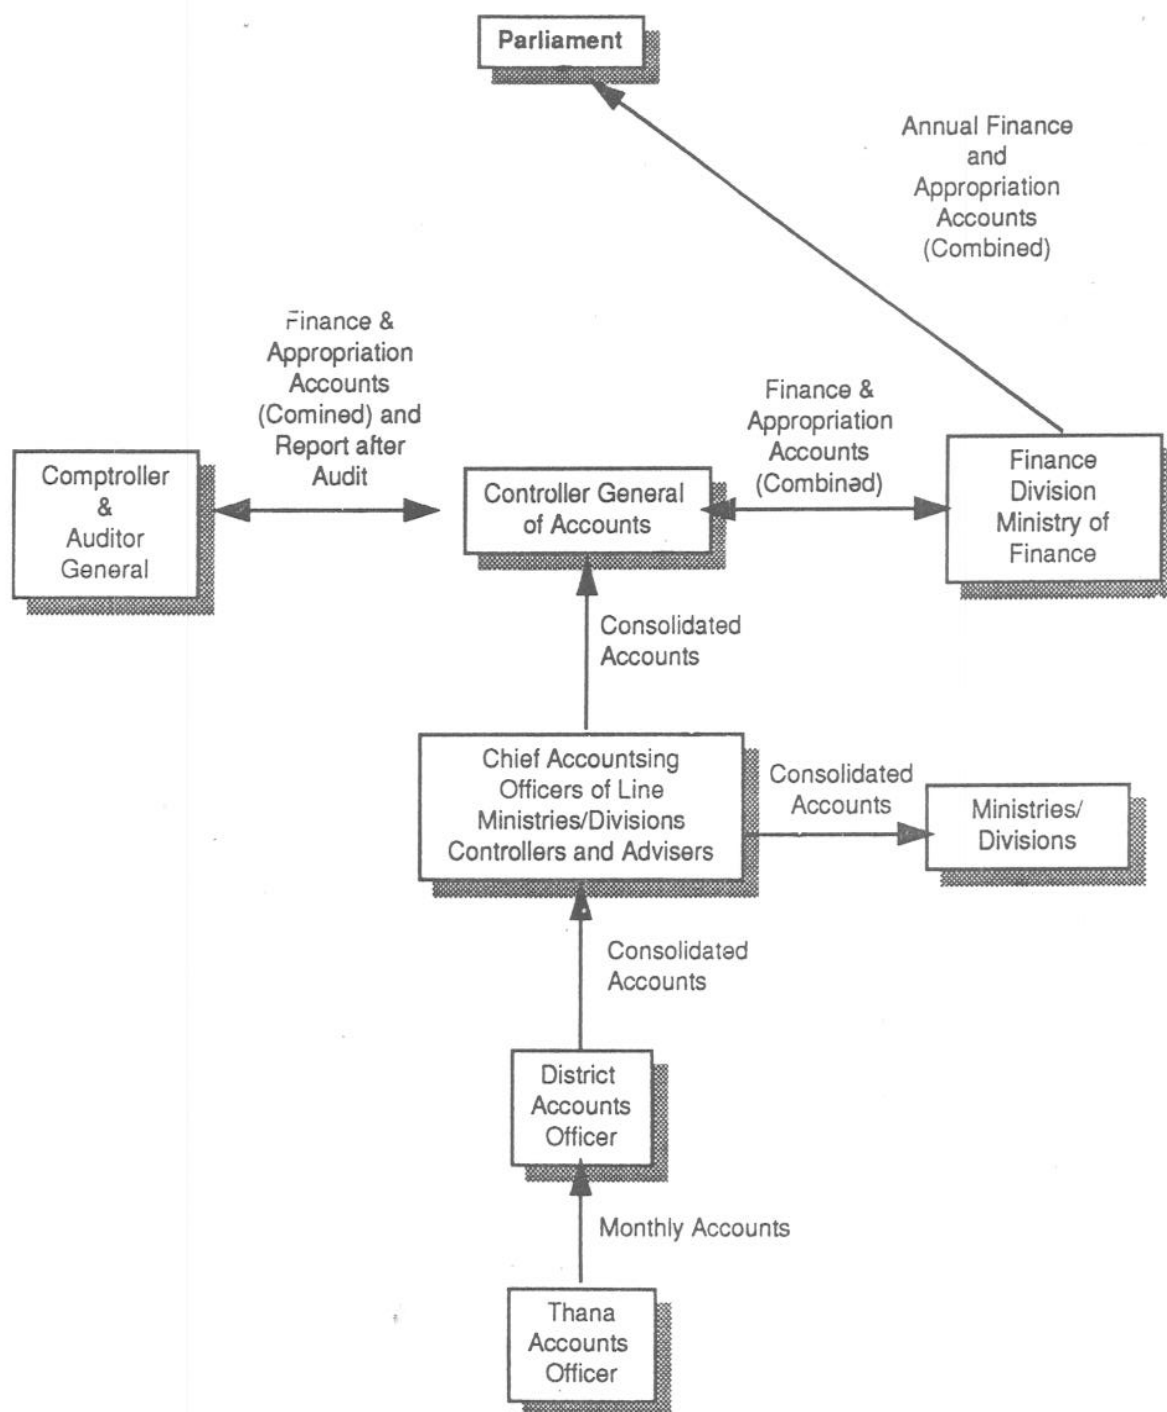 Parliament
Annual Finance
and
Appropriation
Accounts
(Combined)
Finance &
Appropriation
Accounts
(Comined) and
Report after
Audit
Finance &
Appropriation
Accounts
(Combined)
Comptroller
&
Auditor
General
Controller General
of Accounts
Finance
Division
Ministry of
Finance
Consolidated
Accounts
Chief Accountsing
Officers of Line
Ministries/Divisions
Controllers and Advisers
Consolidated
Accounts
Ministries/
Divisions
Consolidated
Accounts
District
Accounts
Officer
Monthly Accounts
Thana
Accounts
Officer